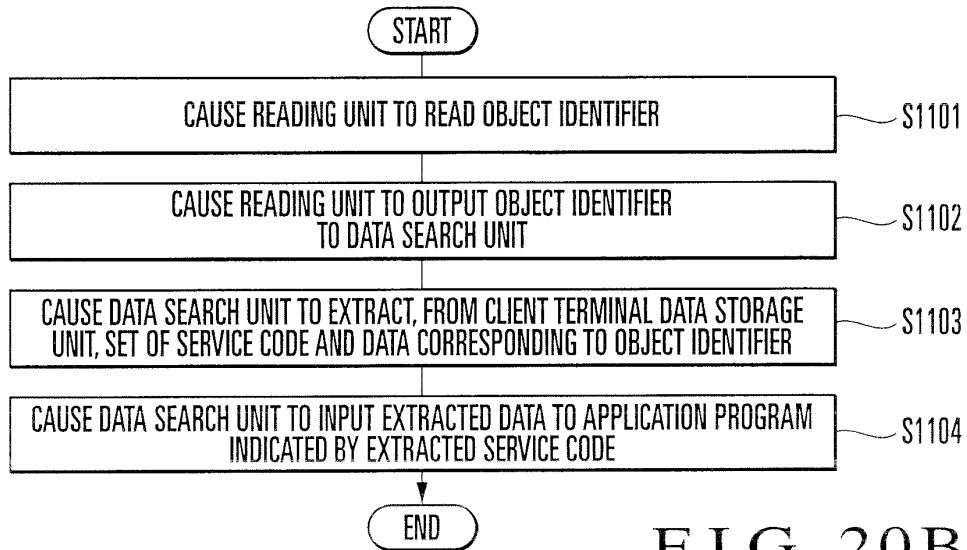 START
CAUSE READING UNIT TO READ OBJECT IDENTIFIER
S1101
CAUSE READING UNIT TO OUTPUT OBJECT IDENTIFIER
TO DATA SEARCH UNIT
S1102
CAUSE DATA SEARCH UNIT TO EXTRACT, FROM CLIENT TERMINAL DATA STORAGE
UNIT, SET OF SERVICE CODE AND DATA CORRESPONDING TO OBJECT IDENTIFIER
S1103
CAUSE DATA SEARCH UNIT TO INPUT EXTRACTED DATA TO APPLICATION PROGRAM
INDICATED BY EXTRACTED SERVICE CODE
S1104
END
FIG. 20B